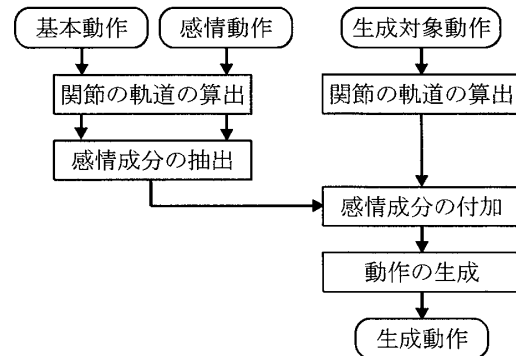 基本動作
感情動作
生成対象動作
関節の軌道の算出
関節の軌道の算出
感情成分の抽出
感情成分の付加
動作の生成
生成動作